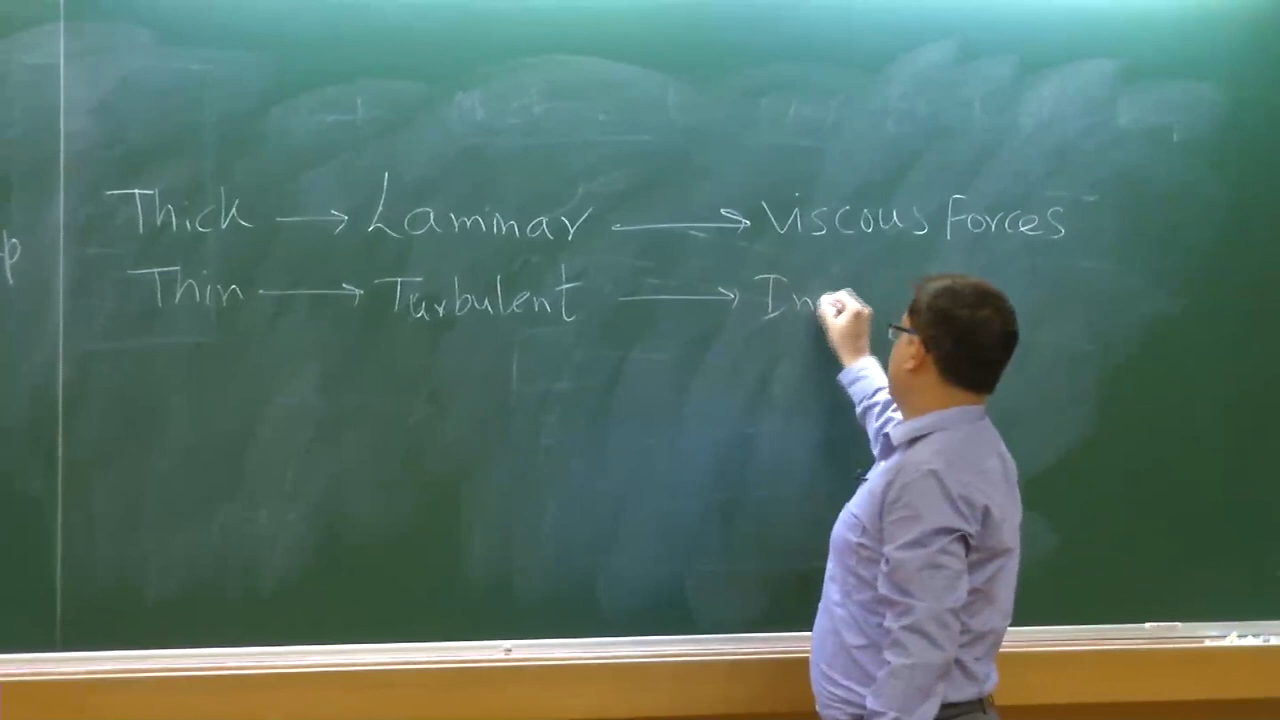 Thick → Laminar → Viscous Forces
p
Thin → Turbulent → In